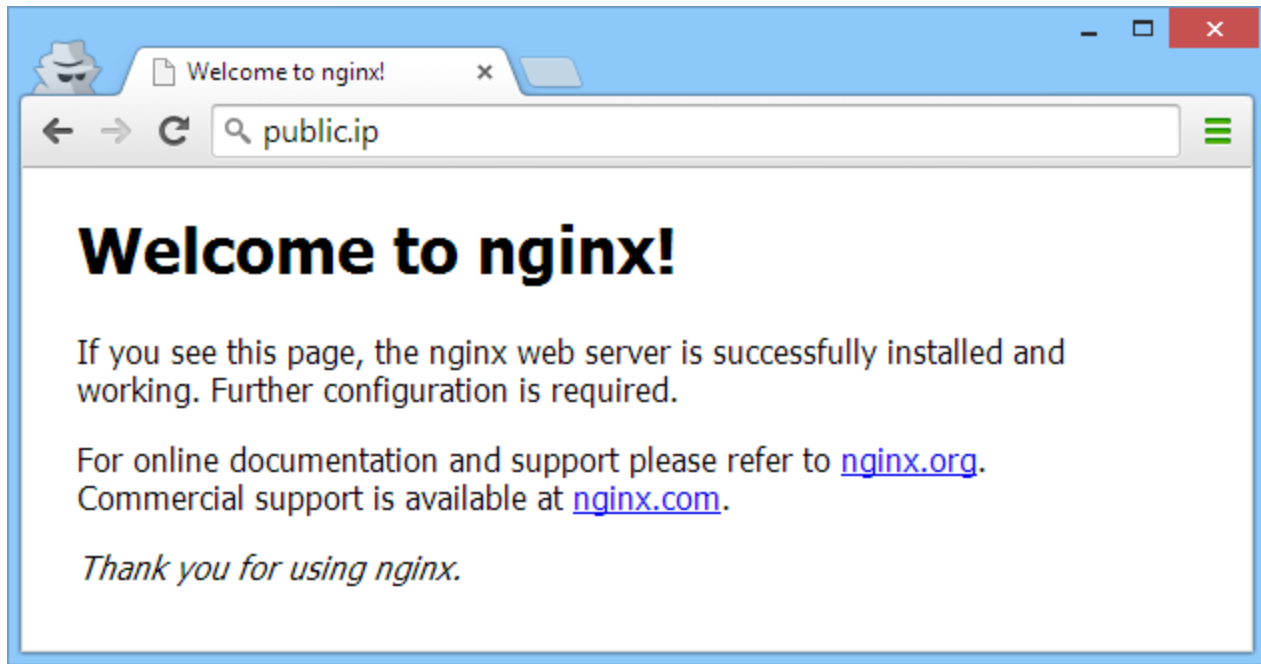 Welcome to nginx!
public.ip
Welcome to nginx!
If you see this page, the nginx web server is successfully installed and
working. Further configuration is required.
For online documentation and support please refer to nginx.org.
Commercial support is available at nginx.com.
Thank you for using nginx.